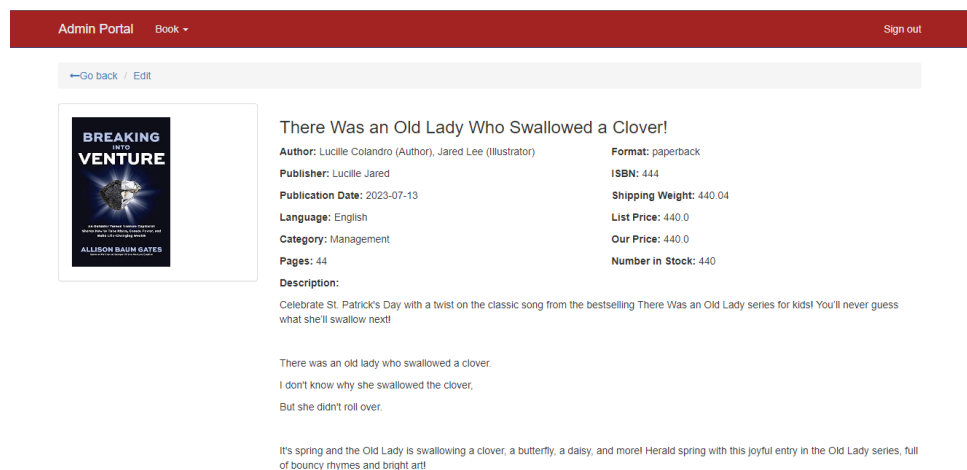 Admin Portal Book Sign out
←Go back / Edit
BREAKING
INTO
VENTURE
ALLISON BAUM GATES
There Was an Old Lady Who Swallowed a Clover!
Author: Lucille Colandro (Author), Jared Lee (Illustrator) Format: paperback
Publisher: Lucille Jared ISBN: 444
Publication Date: 2023-07-13 Shipping Weight: 440.04
Language: English List Price: 440.0
Category: Management Our Price: 440.0
Pages: 44 Number in Stock: 440
Description:
Celebrate St. Patrick's Day with a twist on the classic song from the bestselling There Was an Old Lady series for kids! You'll never guess
what she'll swallow next!
There was an old lady who swallowed a clover.
I don't know why she swallowed the clover,
But she didn't roll over.
It's spring and the Old Lady is swallowing a clover, a butterfly, a daisy, and more! Herald spring with this joyful entry in the Old Lady series, full
of bouncy rhymes and bright art!